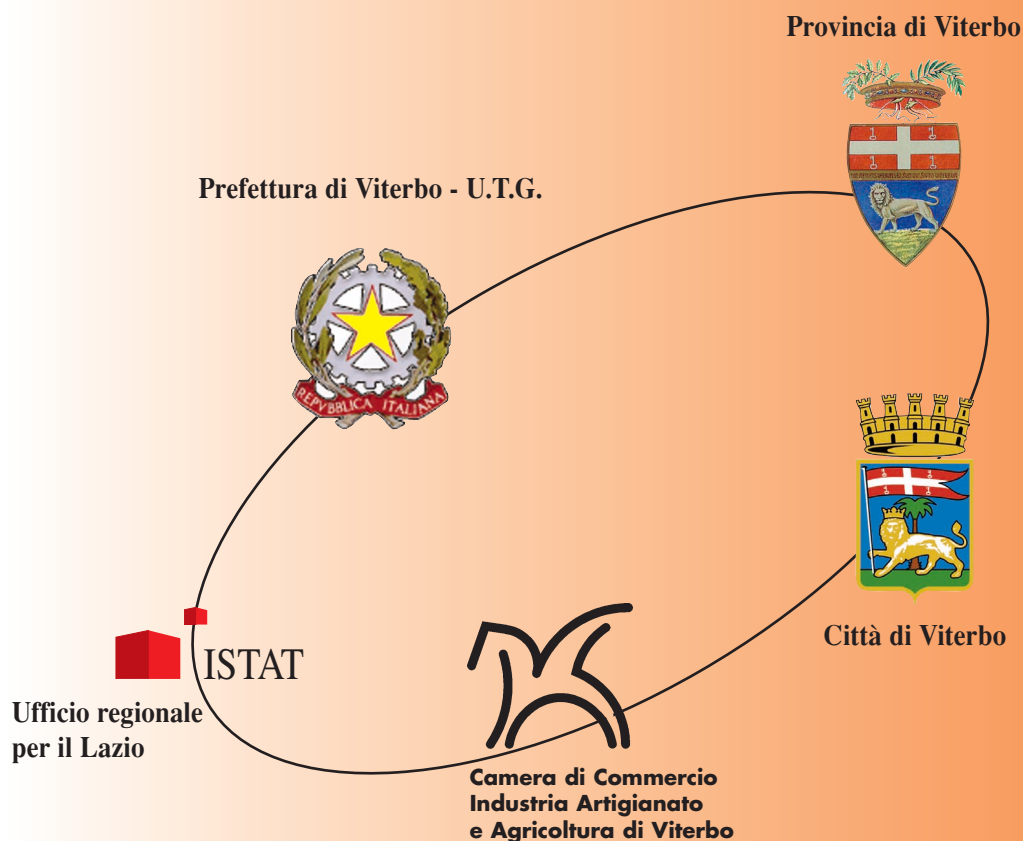 Provincia di Viterbo
Prefettura di Viterbo - U.T.G.
REPVBBLICA ITALIANA
Città di Viterbo
ISTAT
Ufficio regionale
per il Lazio
Camera di Commercio
Industria Artigianato
e Agricoltura di Viterbo